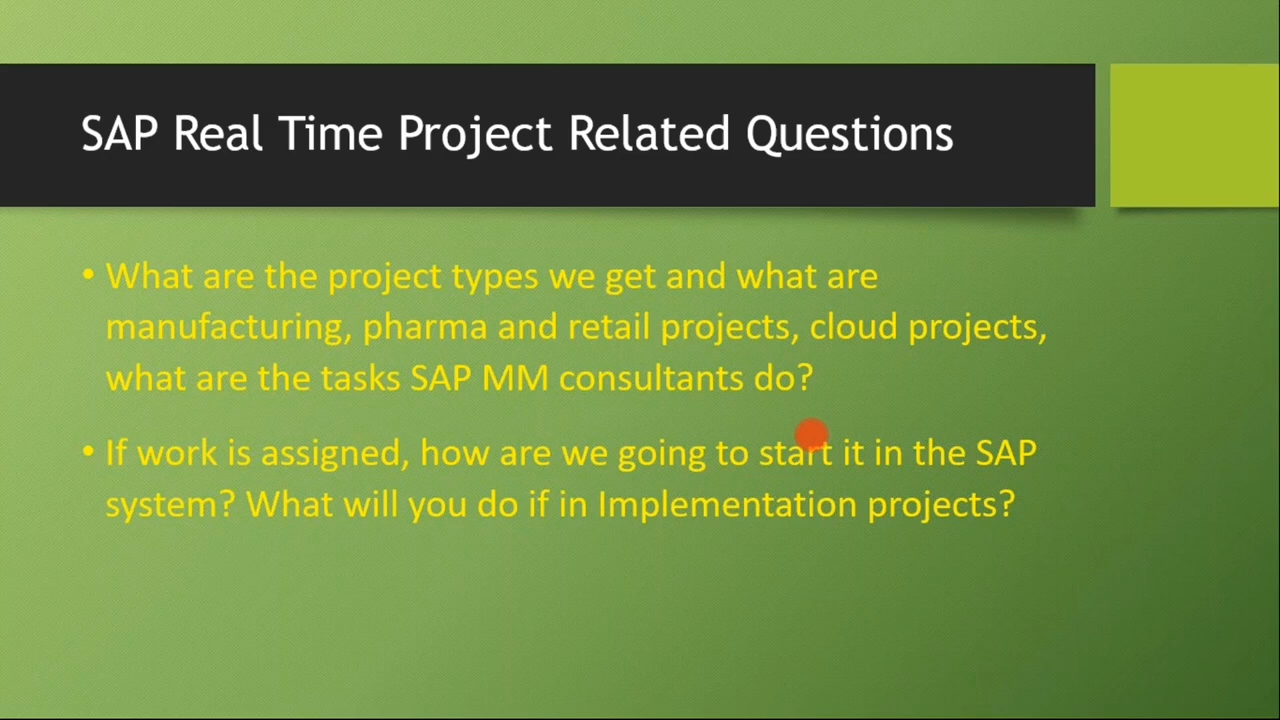 SAP Real Time Project Related Questions
• What are the project types we get and what are
manufacturing, pharma and retail projects, cloud projects,
what are the tasks SAP MM consultants do?
• If work is assigned, how are we going to start it in the SAP
system? What will you do if in Implementation projects?